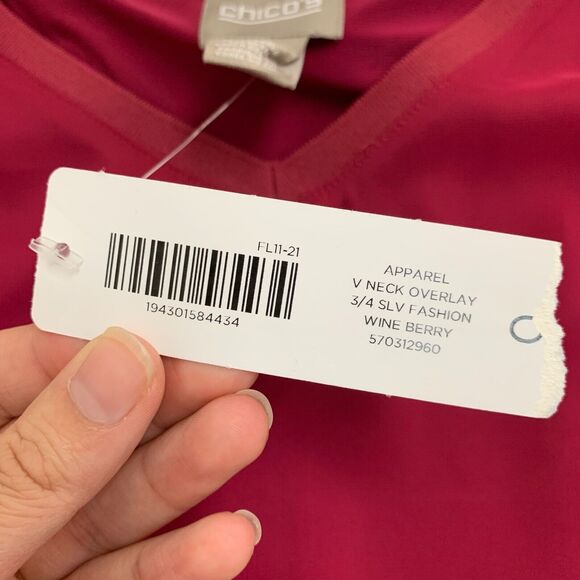 chico's
FL11-21
194301584434
APPAREL
V NECK OVERLAY
3/4 SLV FASHION
WINE BERRY
570312960